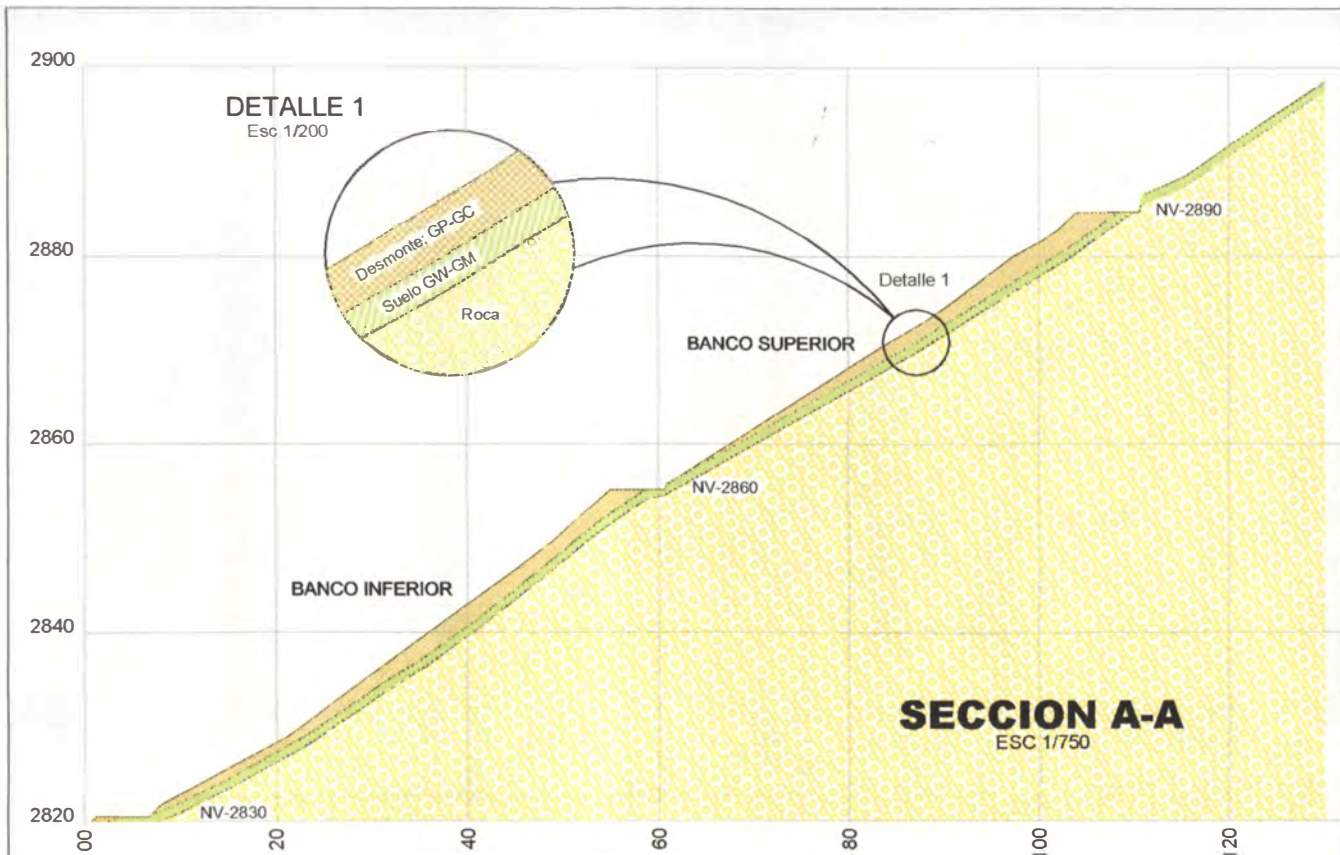 2900
DETALLE 1
Esc 1/200
Desmonte; GP-GC
Suelo GW-GM
Roca
NV-2890
2880
Detalle 1
BANCO SUPERIOR
2860
NV-2860
BANCO INFERIOR
2840
SECCION A-A
ESC 1/750
NV-2830
2820
00
20
40
60
80
100
120